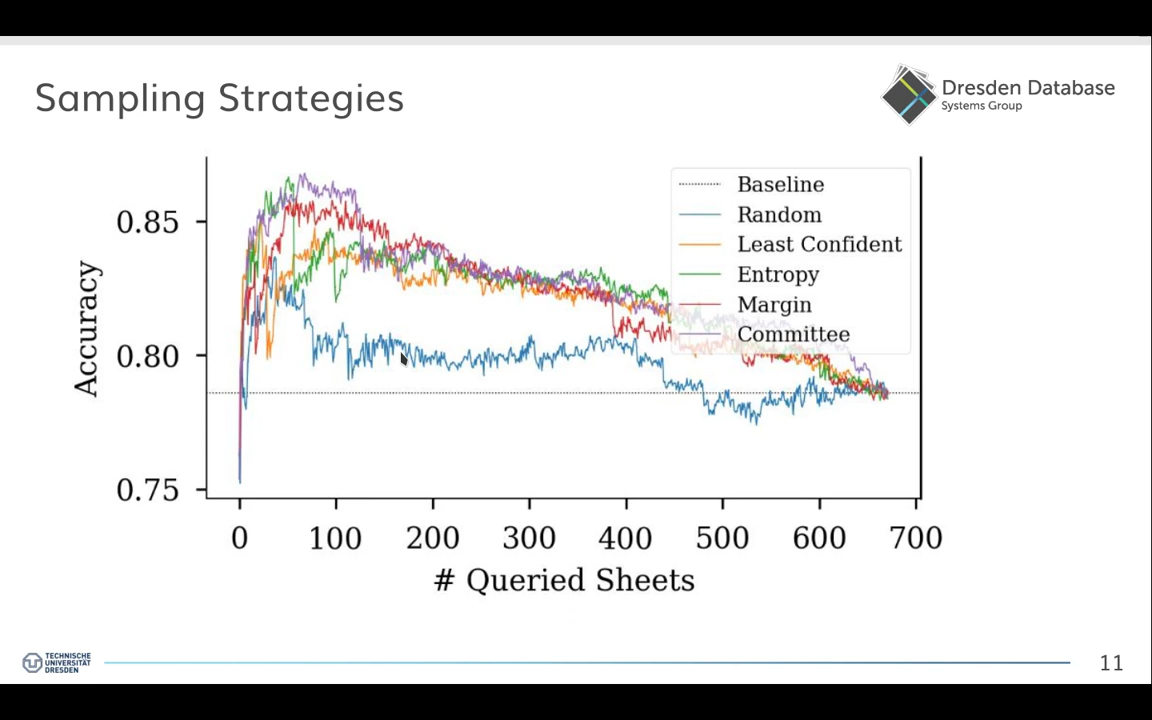 Sampling Strategies
Dresden Database
Systems Group
Accuracy
0.85
0.80
0.75
0 100 200 300 400 500 600 700
# Queried Sheets
Baseline
Random
Least Confident
Entropy
Margin
Committee
TECHNISCHE
UNIVERSITÄT
DRESDEN
11